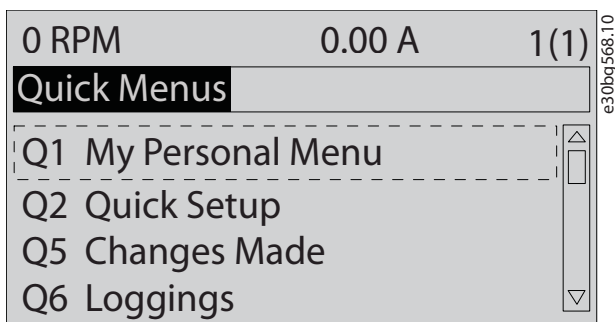 0 RPM 0.00 A 1(1)
Quick Menus
Q1 My Personal Menu
Q2 Quick Setup
Q5 Changes Made
Q6 Loggings
e30bq568.10